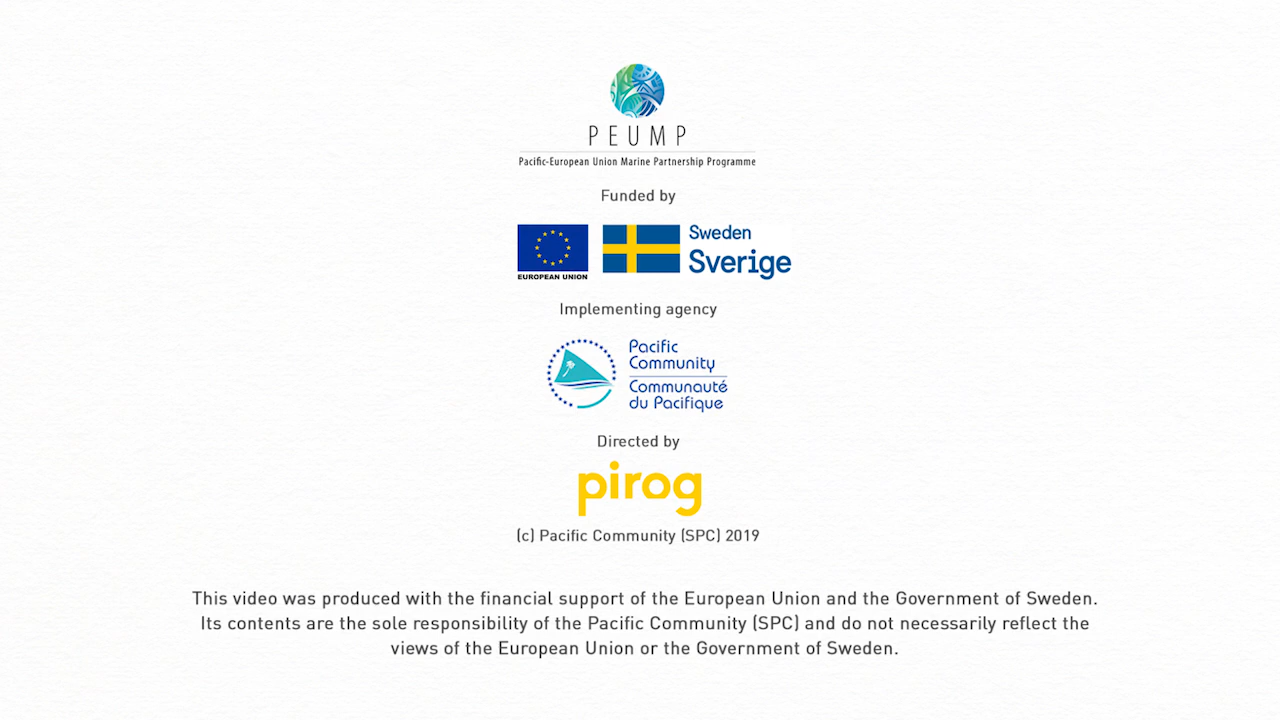 PEUMP
Pacific-European Union Marine Partnership Programme
Funded by
EUROPEAN UNION
Sweden
Sverige
Implementing agency
Pacific
Community
Communauté
du Pacifique
Directed by
pirog
(c) Pacific Community (SPC) 2019
This video was produced with the financial support of the European Union and the Government of Sweden.
Its contents are the sole responsibility of the Pacific Community (SPC) and do not necessarily reflect the
views of the European Union or the Government of Sweden.